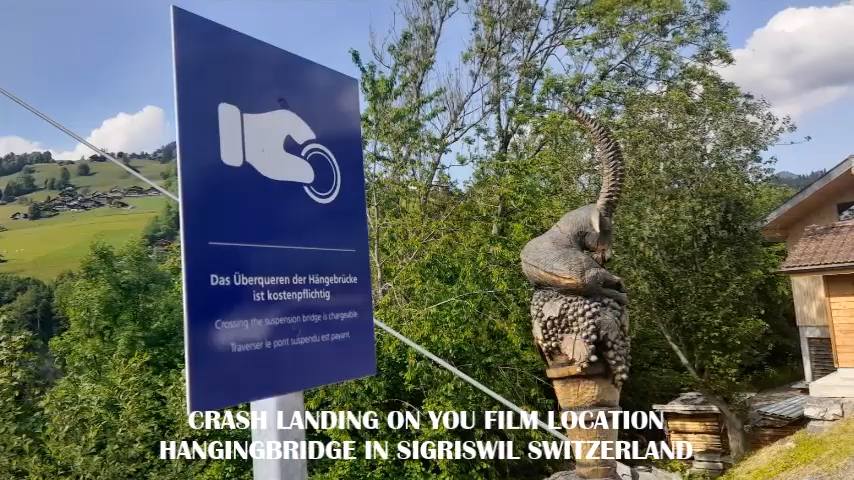 Das Überqueren der Hängebrücke
ist kostenpflichtig
Crossing the suspension bridge is chargeable
Traverser le pont suspendu est payant
CRASH LANDING ON YOU FILM LOCATION
HANGINGBRIDGE IN SIGRISWIL SWITZERLAND